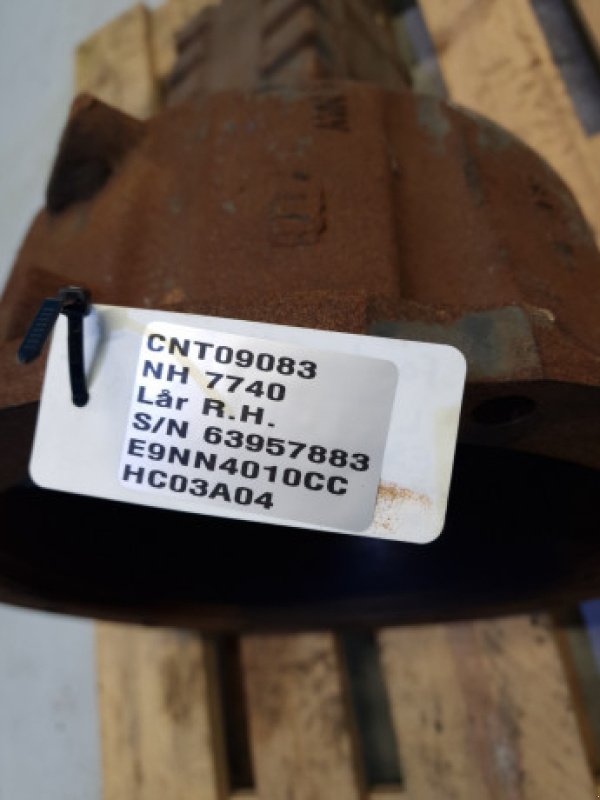 CNT09083
NH 7740
Lår R.H.
S/N 63957883
E9NN4010CC
HC03A04